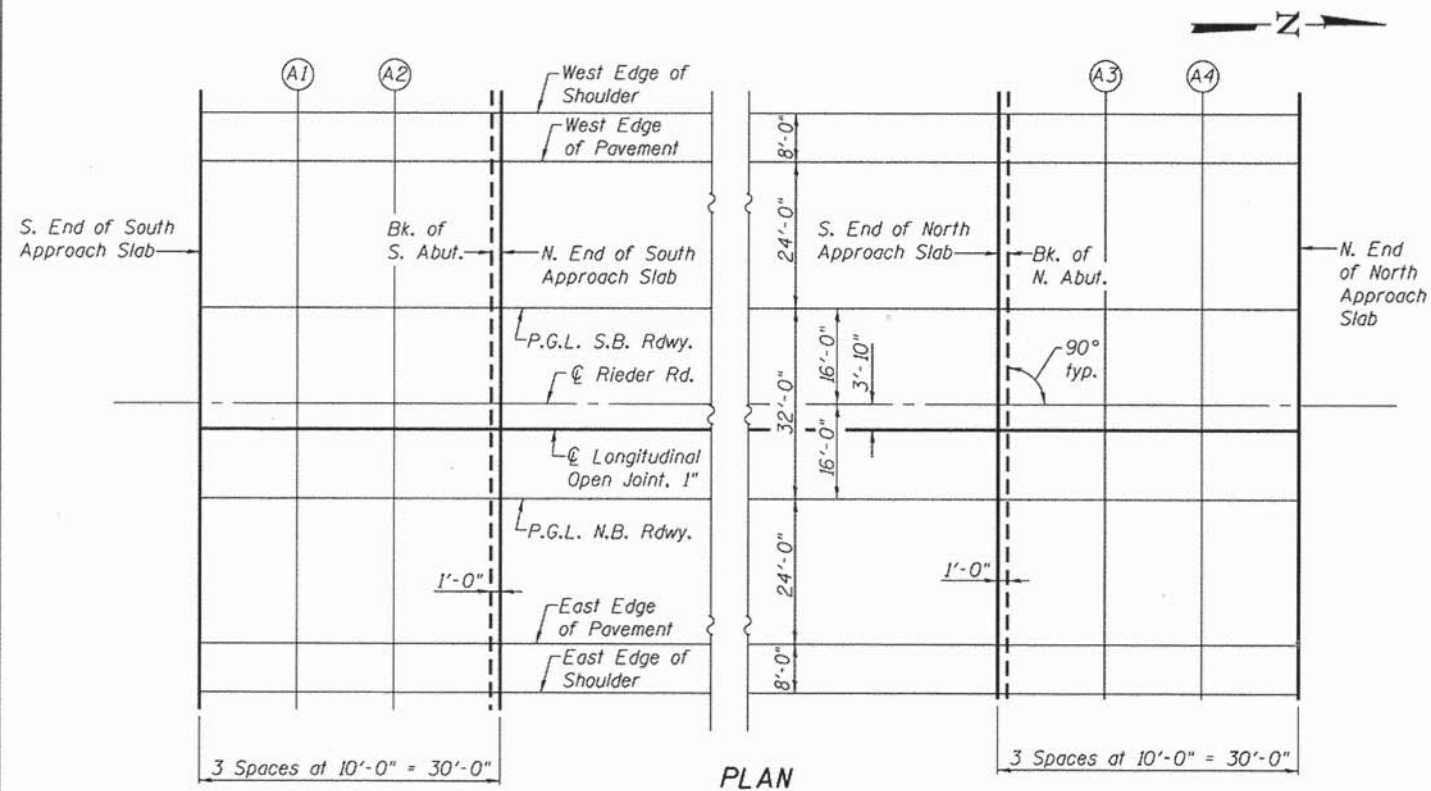 N
A1
A2
A3
A4
West Edge of
Shoulder
West Edge
of Pavement
8'-0"
24'-0"
S. End of South
Approach Slab
Bk. of
S. Abut.
N. End of South
Approach Slab
S. End of North
Approach Slab
Bk. of
N. Abut.
N. End
of North
Approach
Slab
P.G.L. S.B. Rdwy.
℄ Rieder Rd.
32'-0"
16'-0"
3'-10"
16'-0"
90°
typ.
℄ Longitudinal
Open Joint, 1"
P.G.L. N.B. Rdwy.
1'-0"
24'-0"
1'-0"
East Edge
of Pavement
East Edge of
Shoulder
8'-0"
3 Spaces at 10'-0" = 30'-0"
3 Spaces at 10'-0" = 30'-0"
PLAN